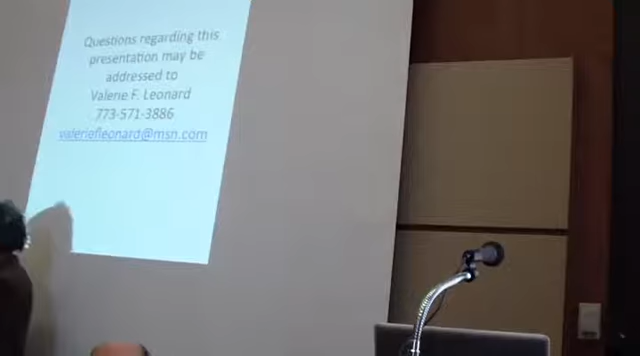 Questions regarding this
presentation may be
addressed to
Valerie F. Leonard
773-571-3886
valeriefleonard@msn.com